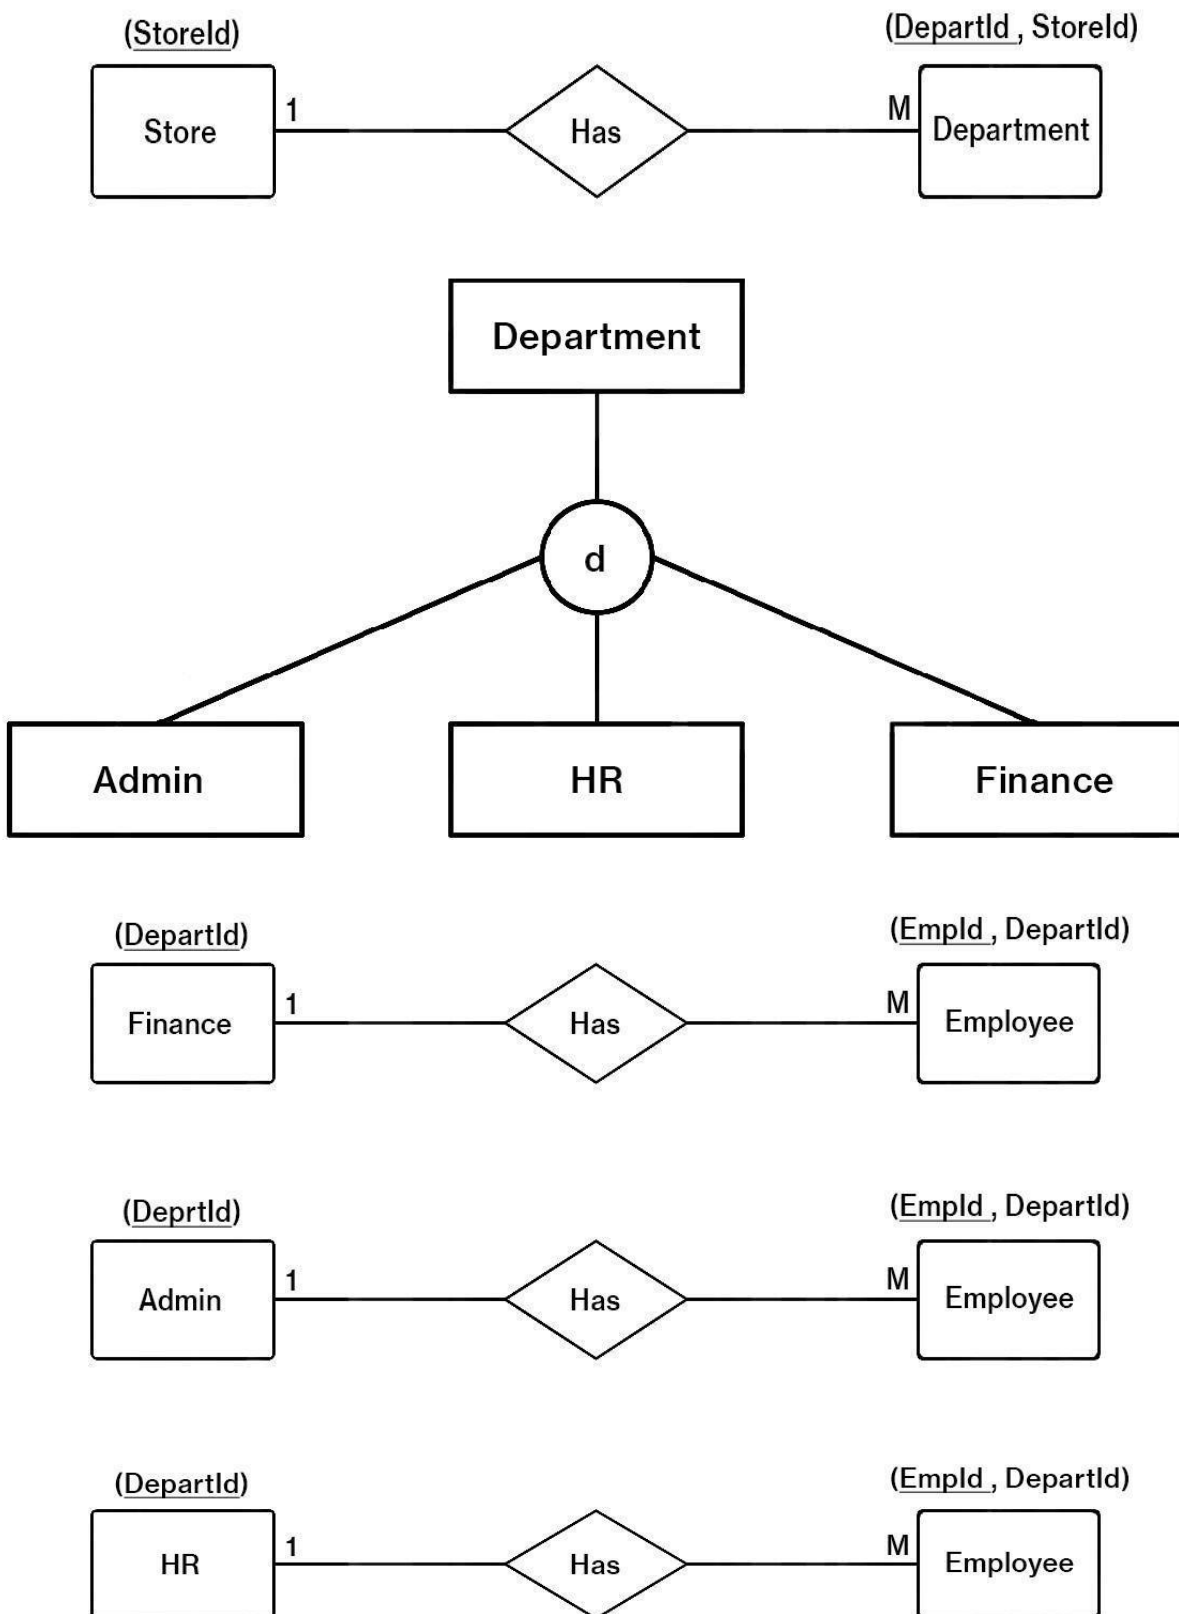 (StoreId)
(DepartId , StoreId)
Store
1
Has
M
Department
Department
d
Admin
HR
Finance
(DepartId)
(EmpId , DepartId)
Finance
1
Has
M
Employee
(DeprtId)
(EmpId , DepartId)
Admin
1
Has
M
Employee
(DepartId)
(EmpId , DepartId)
HR
1
Has
M
Employee